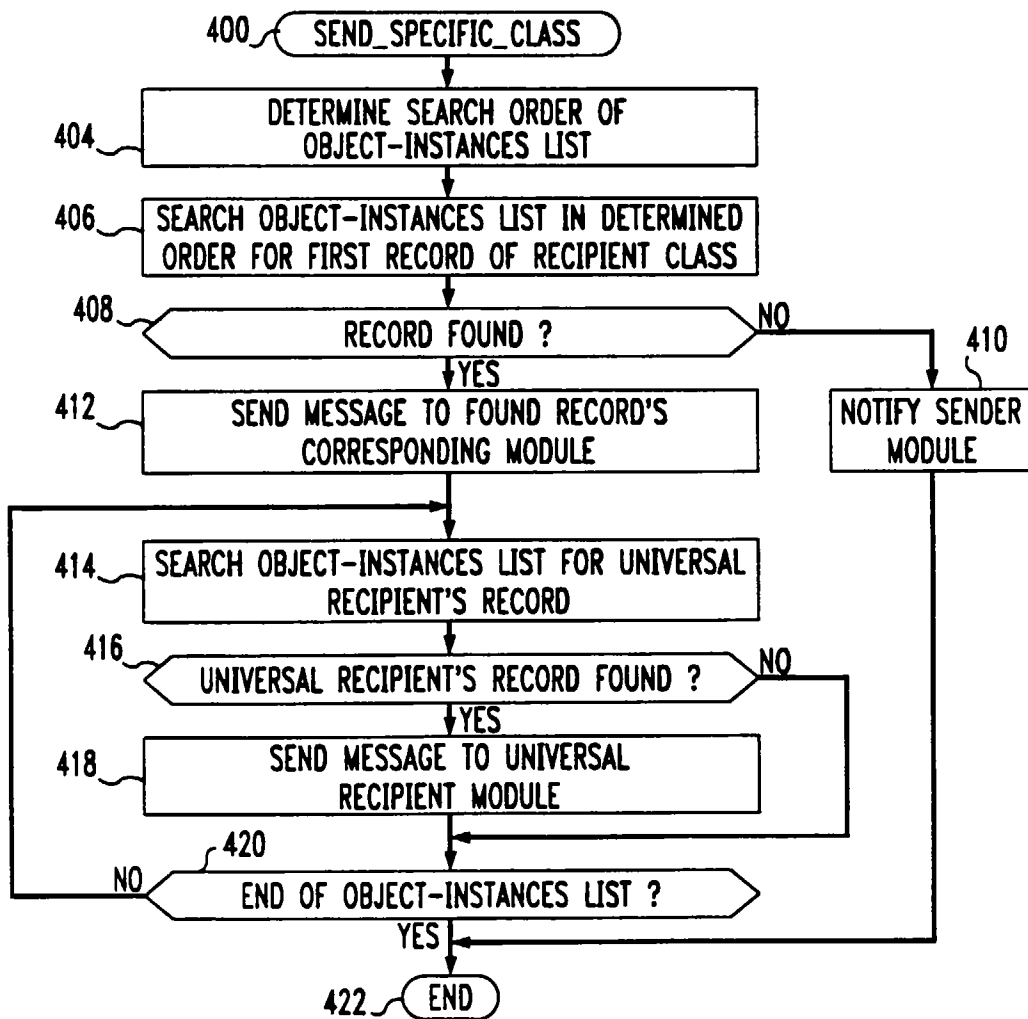 400
SEND_SPECIFIC_CLASS
404
DETERMINE SEARCH ORDER OF
OBJECT-INSTANCES LIST
406
SEARCH OBJECT-INSTANCES LIST IN DETERMINED
ORDER FOR FIRST RECORD OF RECIPIENT CLASS
408
RECORD FOUND ?
NO
YES
410
NOTIFY SENDER
MODULE
412
SEND MESSAGE TO FOUND RECORD'S
CORRESPONDING MODULE
414
SEARCH OBJECT-INSTANCES LIST FOR UNIVERSAL
RECIPIENT'S RECORD
416
UNIVERSAL RECIPIENT'S RECORD FOUND ?
NO
YES
418
SEND MESSAGE TO UNIVERSAL
RECIPIENT MODULE
420
NO
END OF OBJECT-INSTANCES LIST ?
YES
422
END